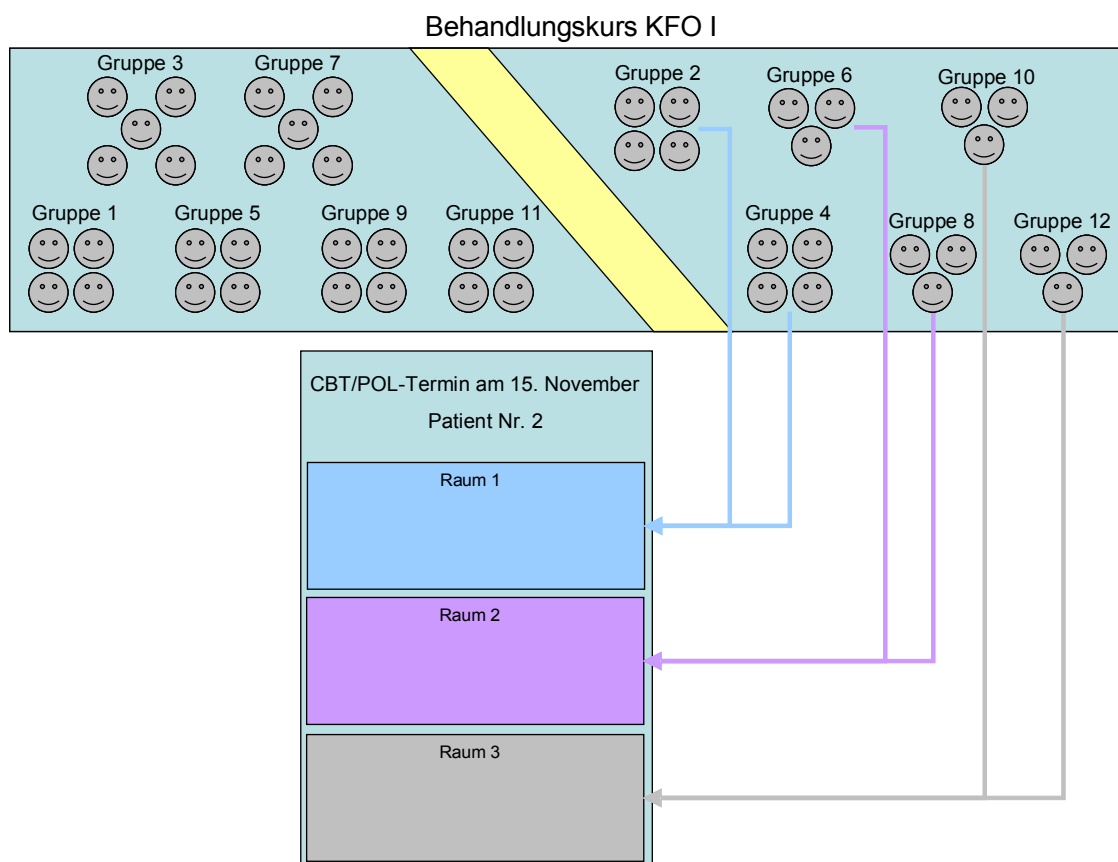 Behandlungskurs KFO I
Gruppe 3
Gruppe 7
Gruppe 2
Gruppe 6
Gruppe 10
Gruppe 1
Gruppe 5
Gruppe 9
Gruppe 11
Gruppe 4
Gruppe 8
Gruppe 12
CBT/POL-Termin am 15. November
Patient Nr. 2
Raum 1
Raum 2
Raum 3